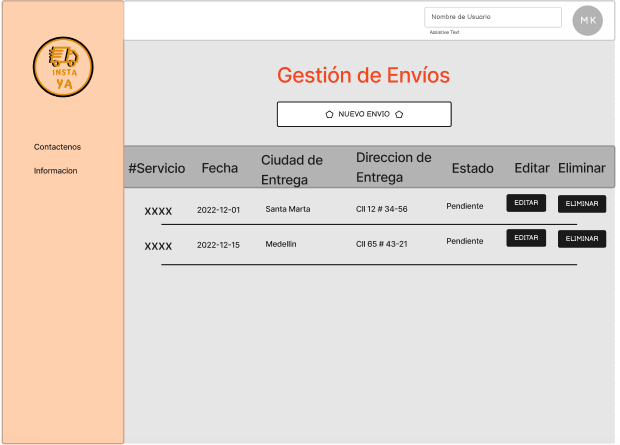 Nombre de Usuario
Assistive Text
MK
INSTA
YA
Contactenos
Informacion
Gestión de Envíos
NUEVO ENVIO
#Servicio Fecha Ciudad de Entrega Direccion de Entrega Estado Editar Eliminar
XXXX 2022-12-01 Santa Marta Cll 12 # 34-56 Pendiente EDITAR ELIMINAR
XXXX 2022-12-15 Medellin Cll 65 # 43-21 Pendiente EDITAR ELIMINAR